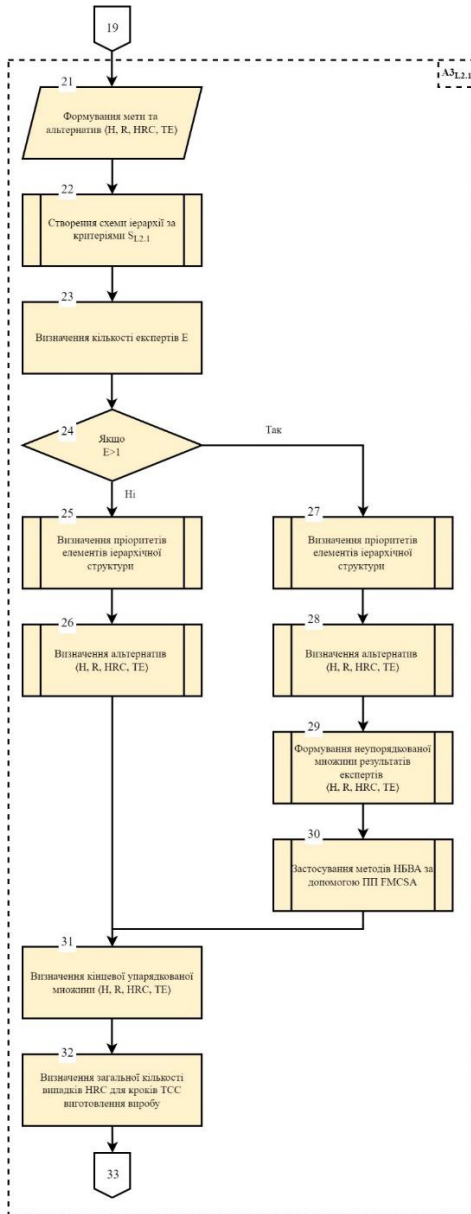 19
A3L2.1
21
Формування мети та
альтернатив (H, R, HRC, TE)
22
Створення схеми ієрархії за
критеріями SL2.1
23
Визначення кількості експертів E
24
Якщо
E>1
Так
Ні
25
Визначення пріоритетів
елементів ієрархічної
структури
27
Визначення пріоритетів
елементів ієрархічної
структури
26
Визначення альтернатив
(H, R, HRC, TE)
28
Визначення альтернатив
(H, R, HRC, TE)
29
Формування неупорядкованої
множини результатів
експертів
(H, R, HRC, TE)
30
Застосування методів НБВА за
допомогою ПП FMCSA
31
Визначення кінцевої упарядкованої
множини (H, R, HRC, TE)
32
Визначення загальної кількості
випадків HRC для кроків ТСС
виготовлення виробу
33